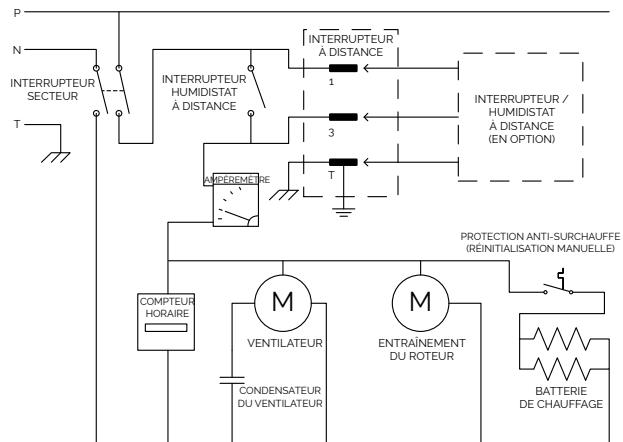 P
N
INTERRUPTEUR
SECTEUR
T
INTERRUPTEUR
HUMIDISTAT
À DISTANCE
INTERRUPTEUR
À DISTANCE
1
3
T
INTERRUPTEUR /
HUMIDISTAT
À DISTANCE
(EN OPTION)
AMPÈREMÈTRE
PROTECTION ANTI-SURCHAUFFE
(RÉINITIALISATION MANUELLE)
COMPTEUR
HORAIRE
M
VENTILATEUR
M
ENTRAÎNEMENT
DU ROTEUR
CONDENSATEUR
DU VENTILATEUR
BATTERIE
DE CHAUFFAGE